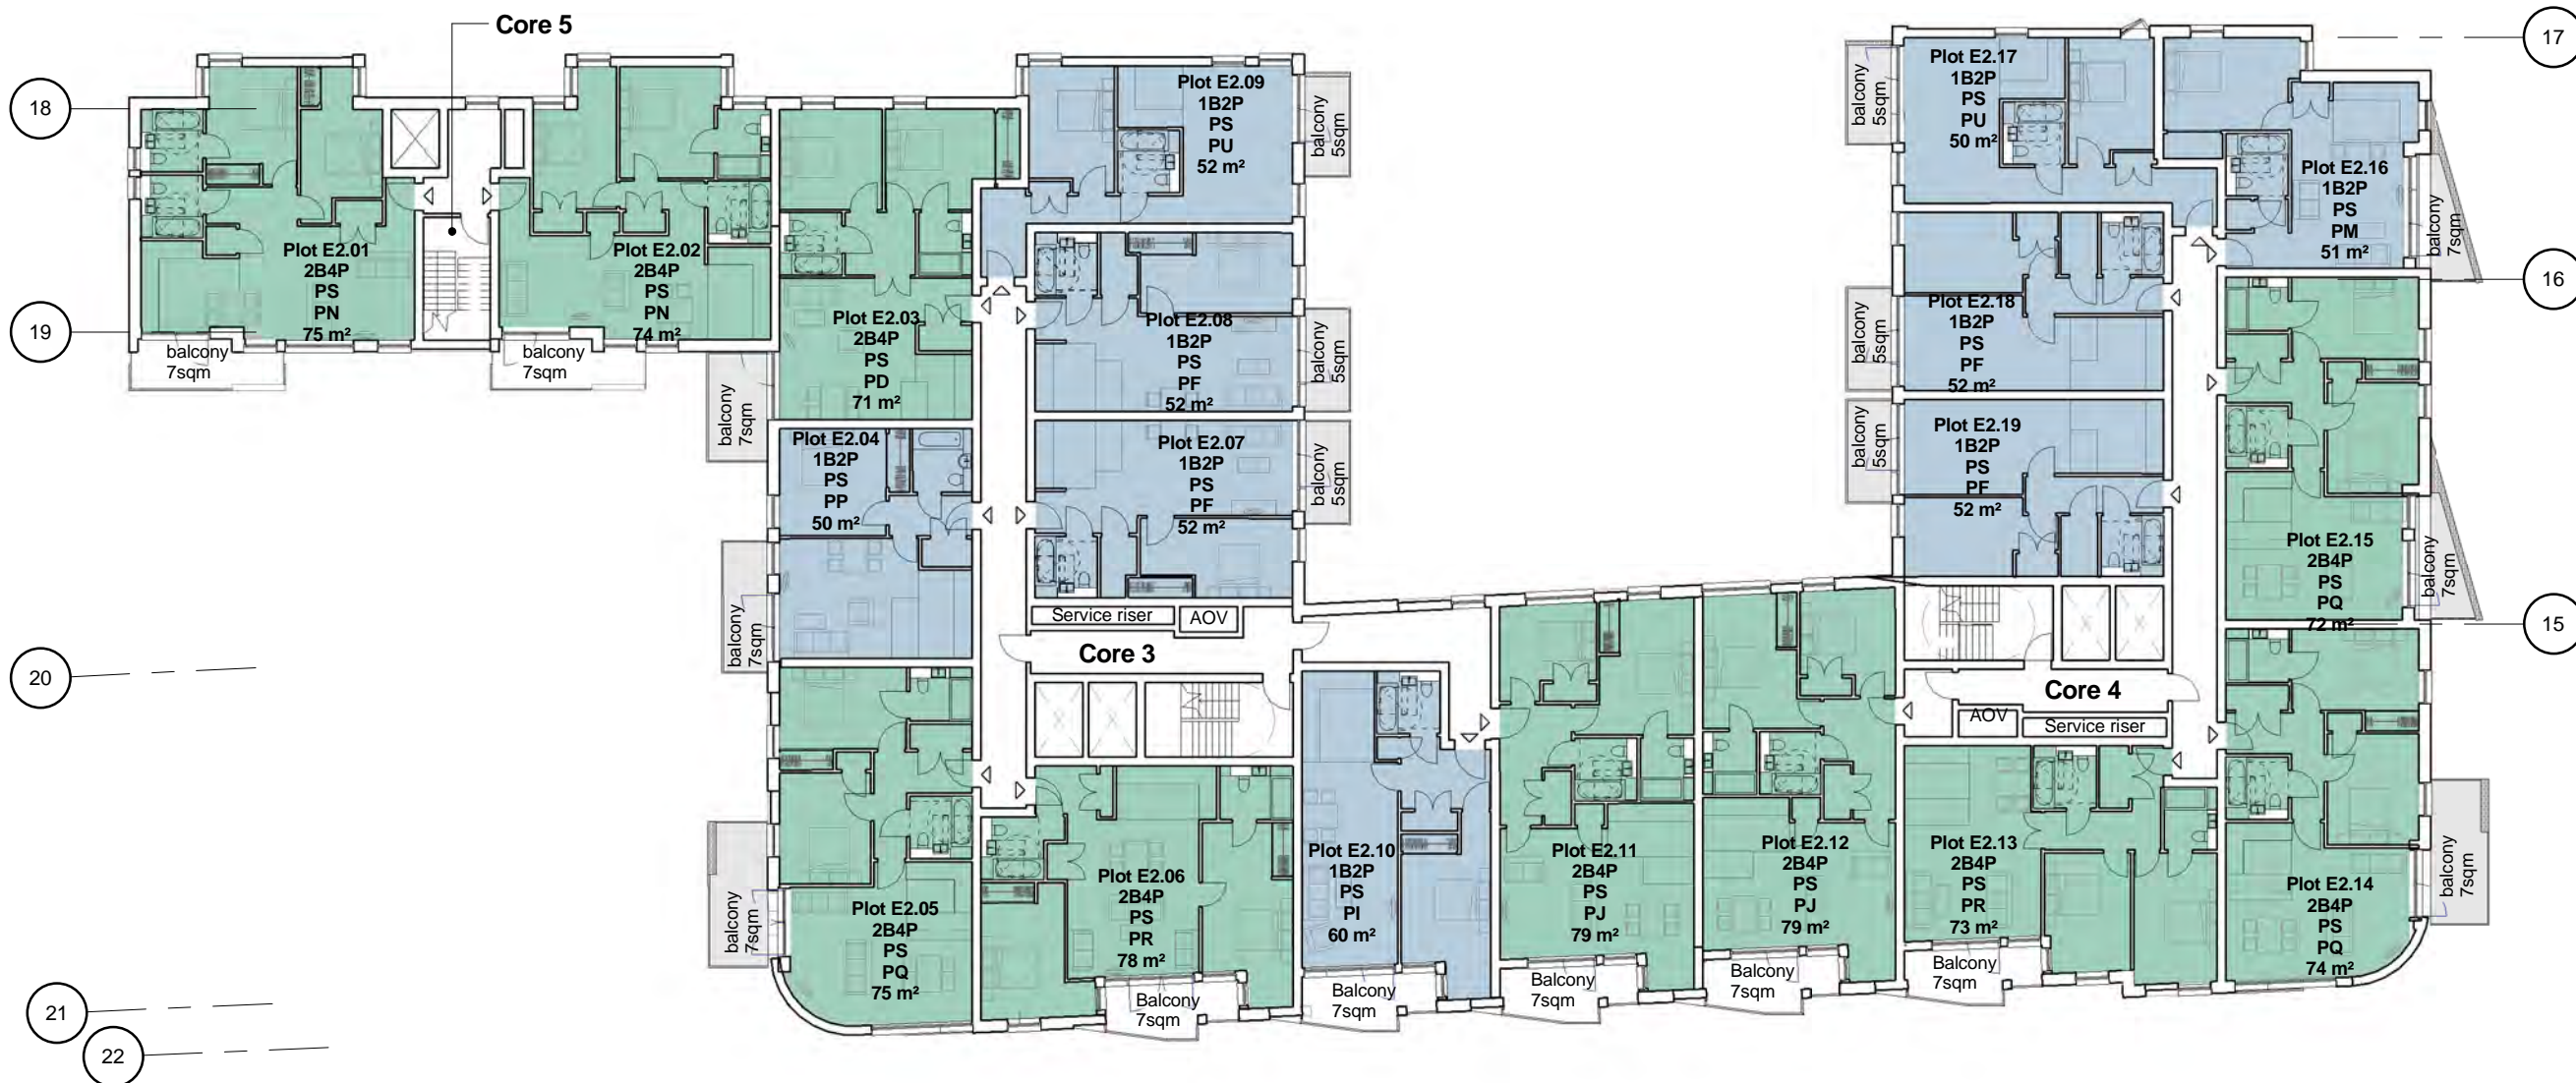 Core 5
17
18
Plot E2.09
1B2P
PS
PU
52 m²
balcony
5sqm
balcony
5sqm
Plot E2.17
1B2P
PS
PU
50 m²
Plot E2.16
1B2P
PS
PM
51 m²
balcony
7sqm
Plot E2.01
2B4P
PS
PN
75 m²
Plot E2.02
2B4P
PS
PN
74 m²
16
19
balcony
7sqm
balcony
7sqm
Plot E2.03
2B4P
PS
PD
71 m²
balcony
7sqm
Plot E2.08
1B2P
PS
PF
52 m²
balcony
5sqm
balcony
5sqm
Plot E2.18
1B2P
PS
PF
52 m²
Plot E2.04
1B2P
PS
PP
50 m²
balcony
7sqm
Plot E2.07
1B2P
PS
PF
52 m²
balcony
5sqm
balcony
5sqm
Plot E2.19
1B2P
PS
PF
52 m²
Plot E2.15
2B4P
PS
PQ
72 m²
balcony
7sqm
15
Service riser
AOV
Core 3
20
Core 4
AOV
Service riser
Plot E2.05
2B4P
PS
PQ
75 m²
balcony
7sqm
Plot E2.06
2B4P
PS
PR
78 m²
Balcony
7sqm
Plot E2.10
1B2P
PS
PI
60 m²
Balcony
7sqm
Plot E2.11
2B4P
PS
PJ
79 m²
Balcony
7sqm
Plot E2.12
2B4P
PS
PJ
79 m²
Balcony
7sqm
Plot E2.13
2B4P
PS
PR
73 m²
Balcony
7sqm
Plot E2.14
2B4P
PS
PQ
74 m²
balcony
7sqm
21
22